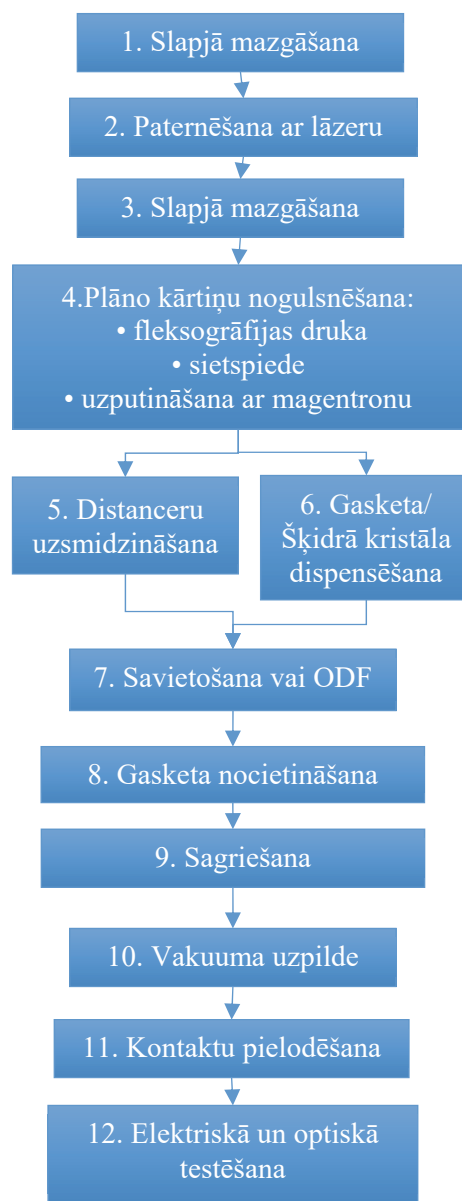 1. Slapjā mazgāšana
2. Paternēšana ar lāzeru
3. Slapjā mazgāšana
4.Plāno kārtiņu nogulsnēšana:
• fleksogrāfijas druka
• sietspiede
• uzputināšana ar magentronu
5. Distanceru
uzsmidzināšana
6. Gasketa/
Šķidrā kristāla
dispensēšana
7. Savietošana vai ODF
8. Gasketa nocietināšana
9. Sagriešana
10. Vakuuma uzpilde
11. Kontaktu pielodēšana
12. Elektriskā un optiskā
testēšana